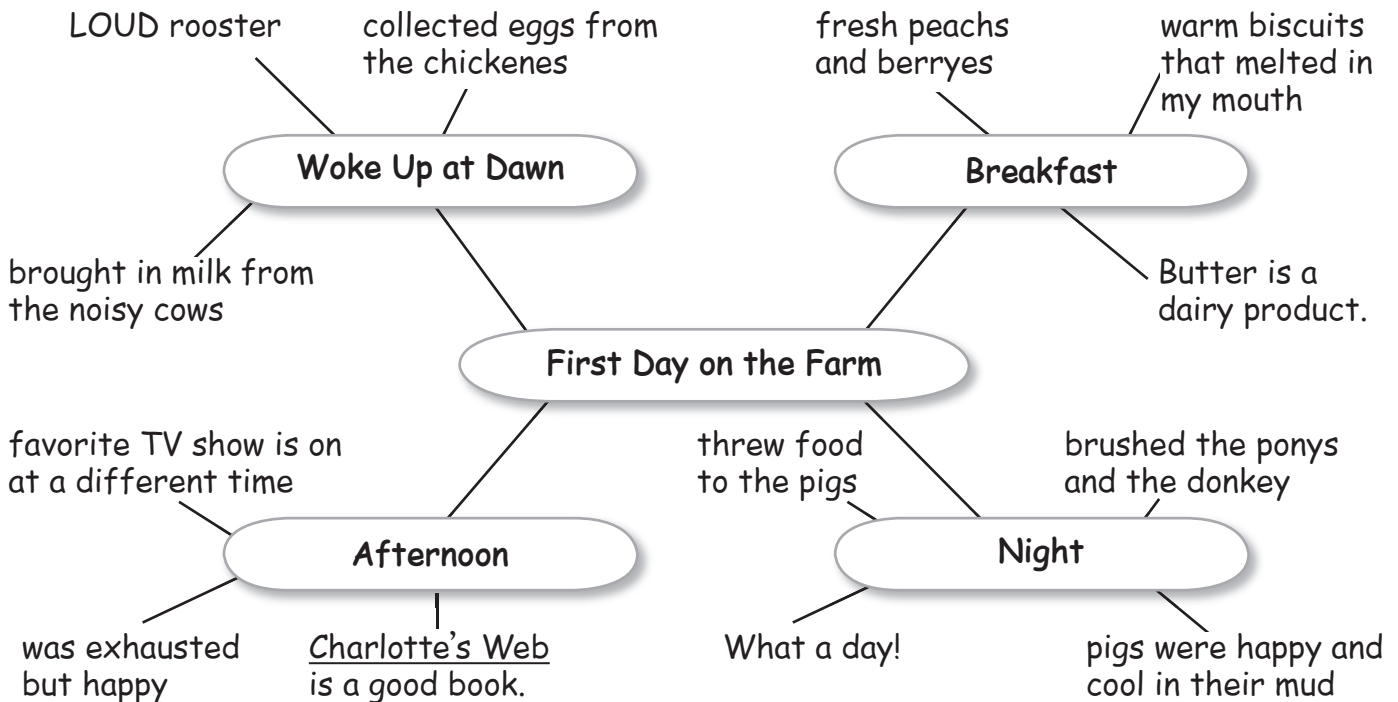 LOUD rooster
collected eggs from
the chickenes
Woke Up at Dawn
brought in milk from
the noisy cows
fresh peachs
and berryes
warm biscuits
that melted in
my mouth
Breakfast
Butter is a
dairy product.
First Day on the Farm
favorite TV show is on
at a different time
Afternoon
was exhausted
but happy
Charlotte's Web
is a good book.
threw food
to the pigs
brushed the ponys
and the donkey
Night
What a day!
pigs were happy and
cool in their mud